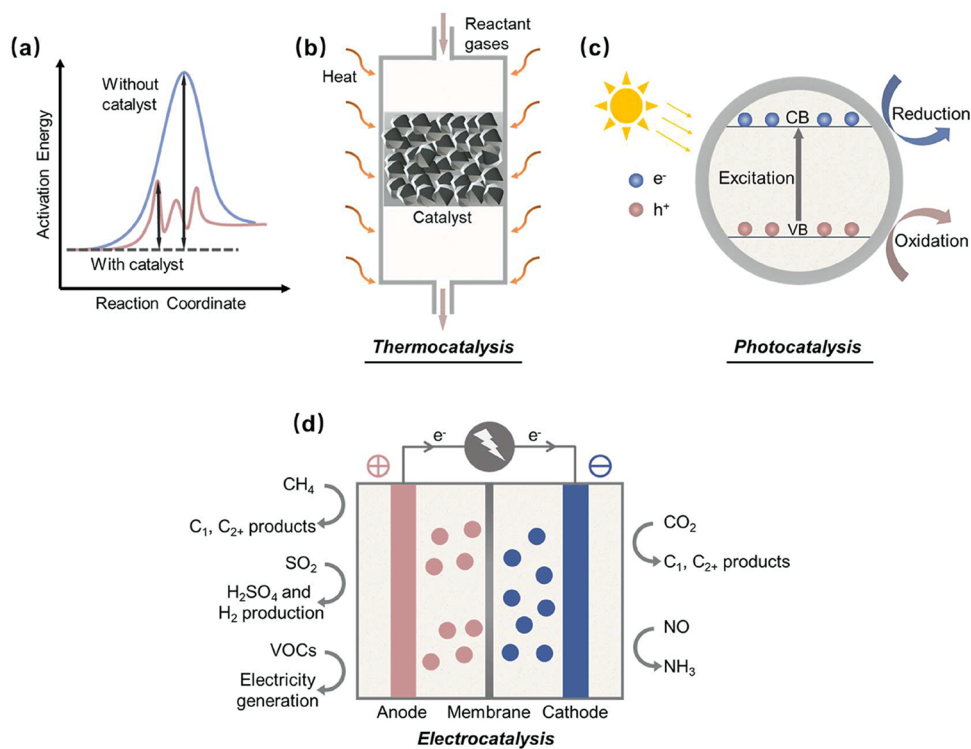 (a)
Without
catalyst
With catalyst
Activation Energy
Reaction Coordinate
(b)
Reactant
gases
Heat
Catalyst
Thermocatalysis
(c)
CB
Reduction
e⁻
h⁺
Excitation
VB
Oxidation
Photocatalysis
(d)
e⁻
e⁻
⊕
⊖
CH₄
C₁, C₂₊ products
SO₂
H₂SO₄ and
H₂ production
VOCs
Electricity
generation
CO₂
C₁, C₂₊ products
NO
NH₃
Anode
Membrane
Cathode
Electrocatalysis